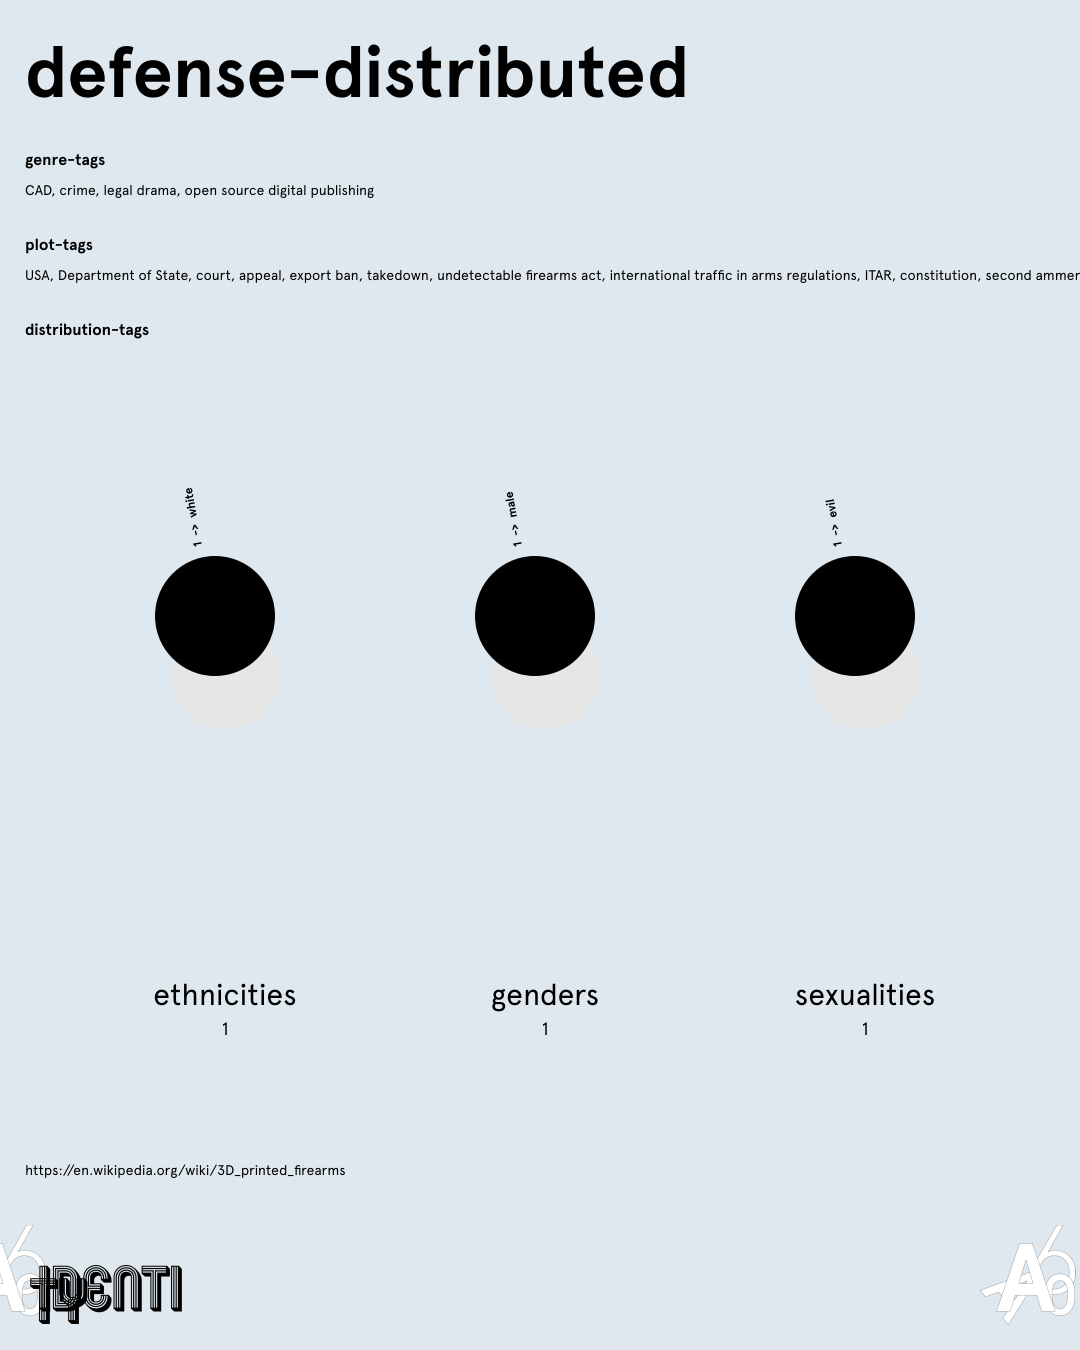 defense-distributed
genre-tags
CAD, crime, legal drama, open source digital publishing
plot-tags
USA, Department of State, court, appeal, export ban, takedown, undetectable firearms act, international traffic in arms regulations, ITAR, constitution, second ammer
distribution-tags
1 -> white
1 -> male
1 -> evil
ethnicities
1
genders
1
sexualities
1
https://en.wikipedia.org/wiki/3D_printed_firearms